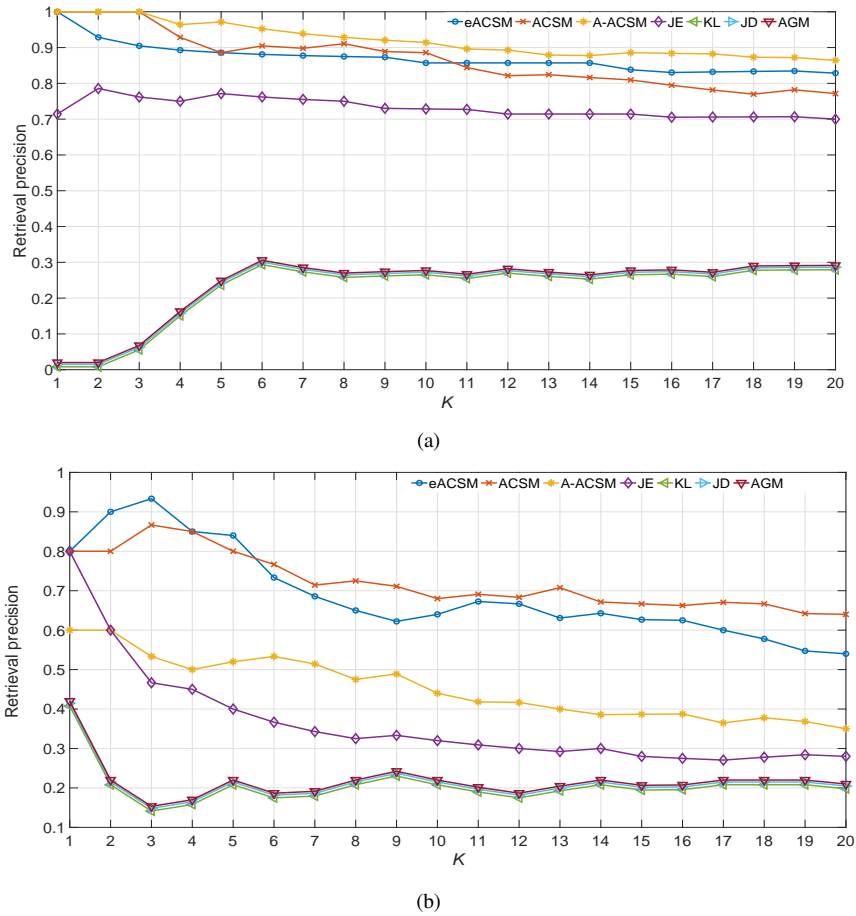 1
0.9
0.8
0.7
0.6
0.5
0.4
0.3
0.2
0.1
0
Retrieval precision
eACSM ACSM A-ACSM JE KL JD AGM
1 2 3 4 5 6 7 8 9 10 11 12 13 14 15 16 17 18 19 20
K
(a)
1
0.9
0.8
0.7
0.6
0.5
0.4
0.3
0.2
0.1
Retrieval precision
eACSM ACSM A-ACSM JE KL JD AGM
1 2 3 4 5 6 7 8 9 10 11 12 13 14 15 16 17 18 19 20
K
(b)